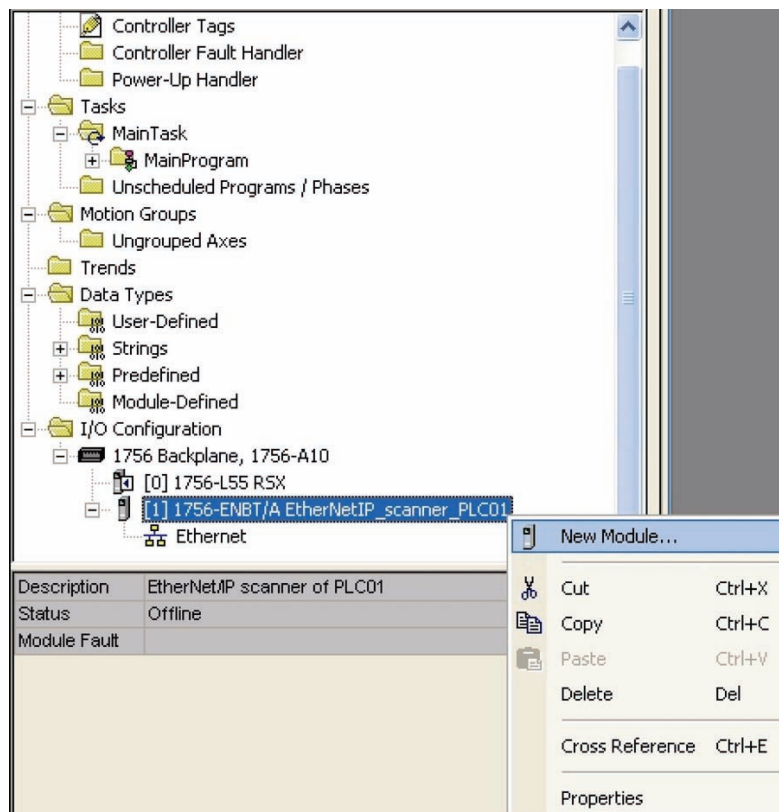 Controller Tags
Controller Fault Handler
Power-Up Handler
Tasks
MainTask
MainProgram
Unscheduled Programs / Phases
Motion Groups
Ungrouped Axes
Trends
Data Types
User-Defined
Strings
Predefined
Module-Defined
I/O Configuration
1756 Backplane, 1756-A10
[0] 1756-L55 RSX
[1] 1756-ENBT/A EtherNetIP_scanner_PLC01
Ethernet
New Module...
Cut Ctrl+X
Copy Ctrl+C
Paste Ctrl+V
Delete Del
Cross Reference Ctrl+E
Properties
Description EtherNet/IP scanner of PLC01
Status Offline
Module Fault